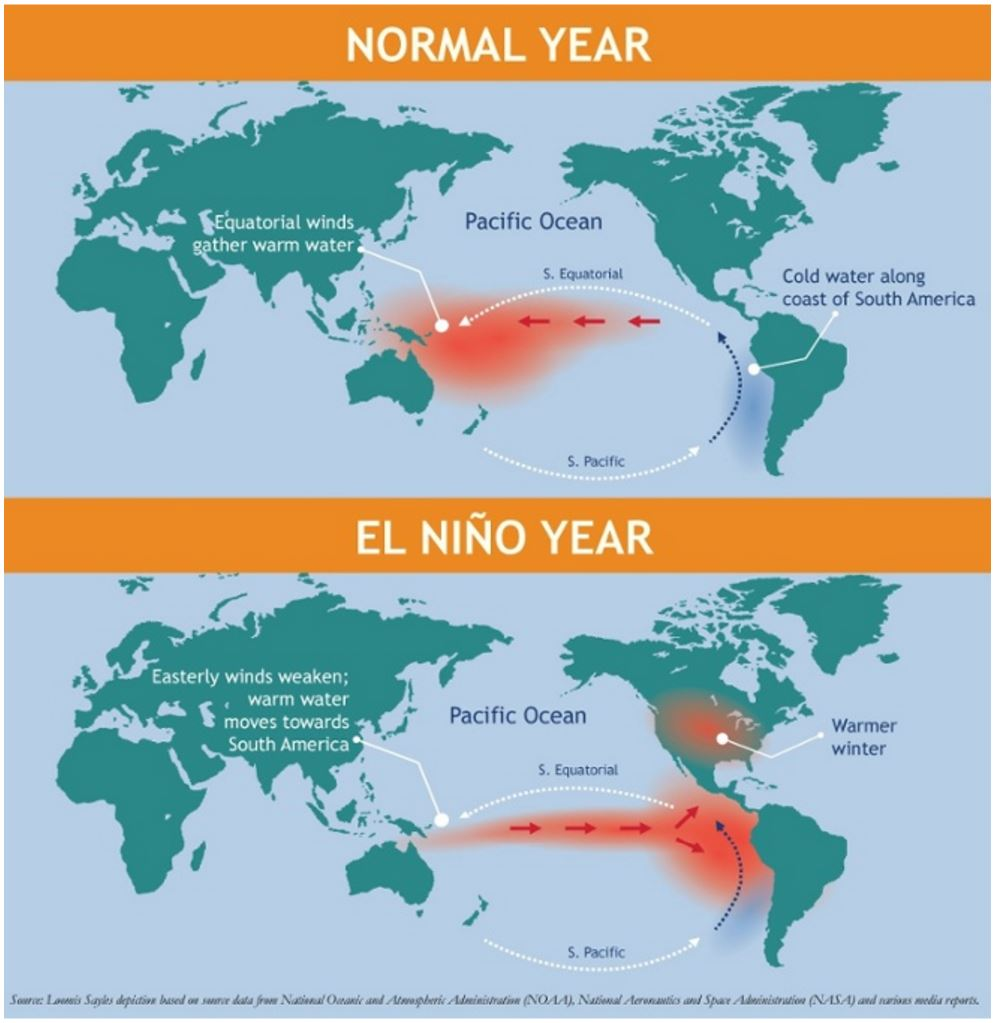 NORMAL YEAR
Equatorial winds
gather warm water
Pacific Ocean
S. Equatorial
Cold water along
coast of South America
S. Pacific
EL NIÑO YEAR
Easterly winds weaken;
warm water
moves towards
South America
Pacific Ocean
S. Equatorial
Warmer
winter
S. Pacific
Source: Loomis Sayles depiction based on source data from National Oceanic and Atmospheric Administration (NOAA), National Aeronautics and Space Administration (NASA) and various media reports.